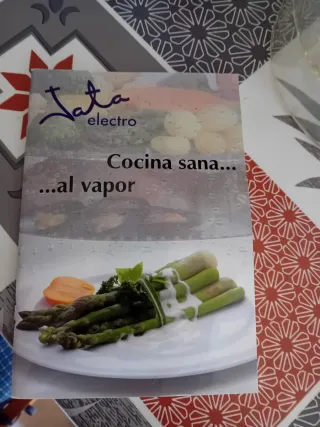 Jata
electro
Cocina sana...
...al vapor